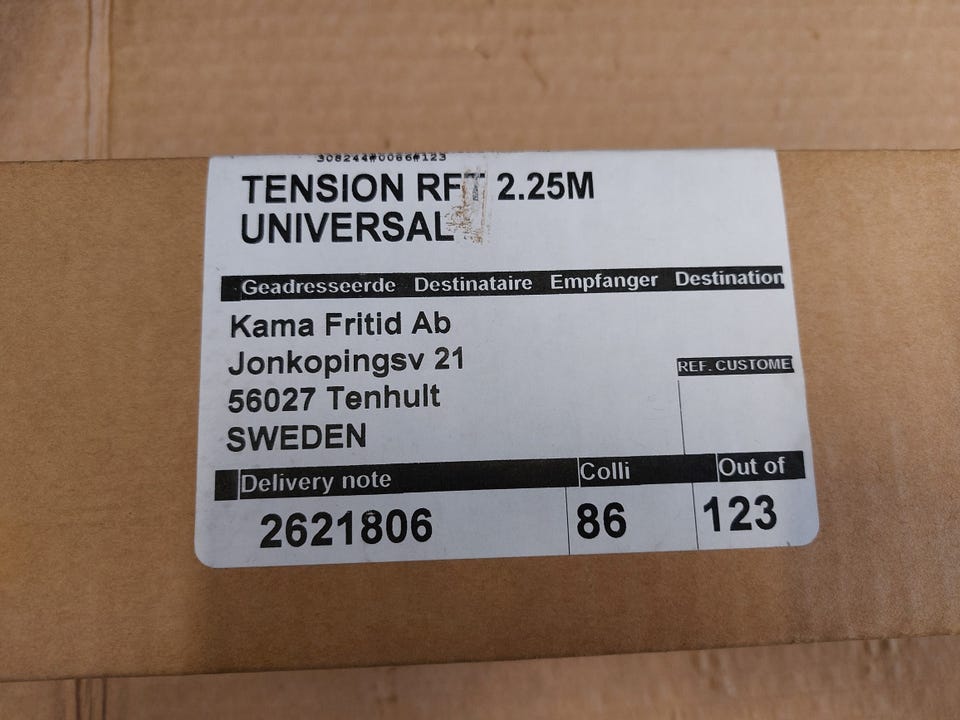 308244#0086#123
TENSION RFT 2.25M
UNIVERSAL
Geadresseerde Destinataire Empfanger Destination
Kama Fritid Ab
Jonkopingsv 21
56027 Tenhult
SWEDEN
REF. CUSTOME
Delivery note Colli Out of
2621806 86 123